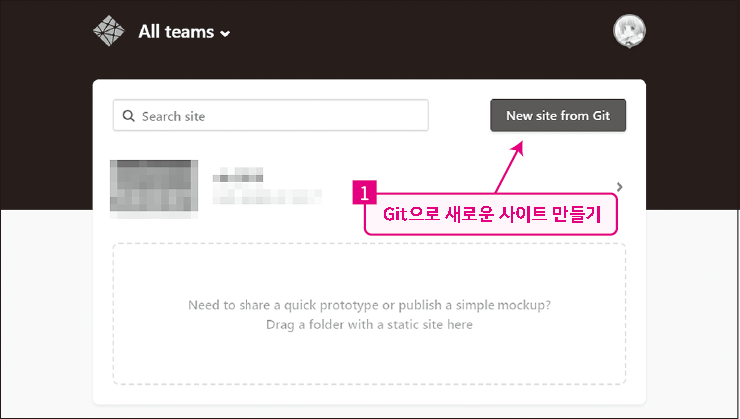 All teams
Search site
New site from Git
1
Git으로 새로운 사이트 만들기
Need to share a quick prototype or publish a simple mockup?
Drag a folder with a static site here